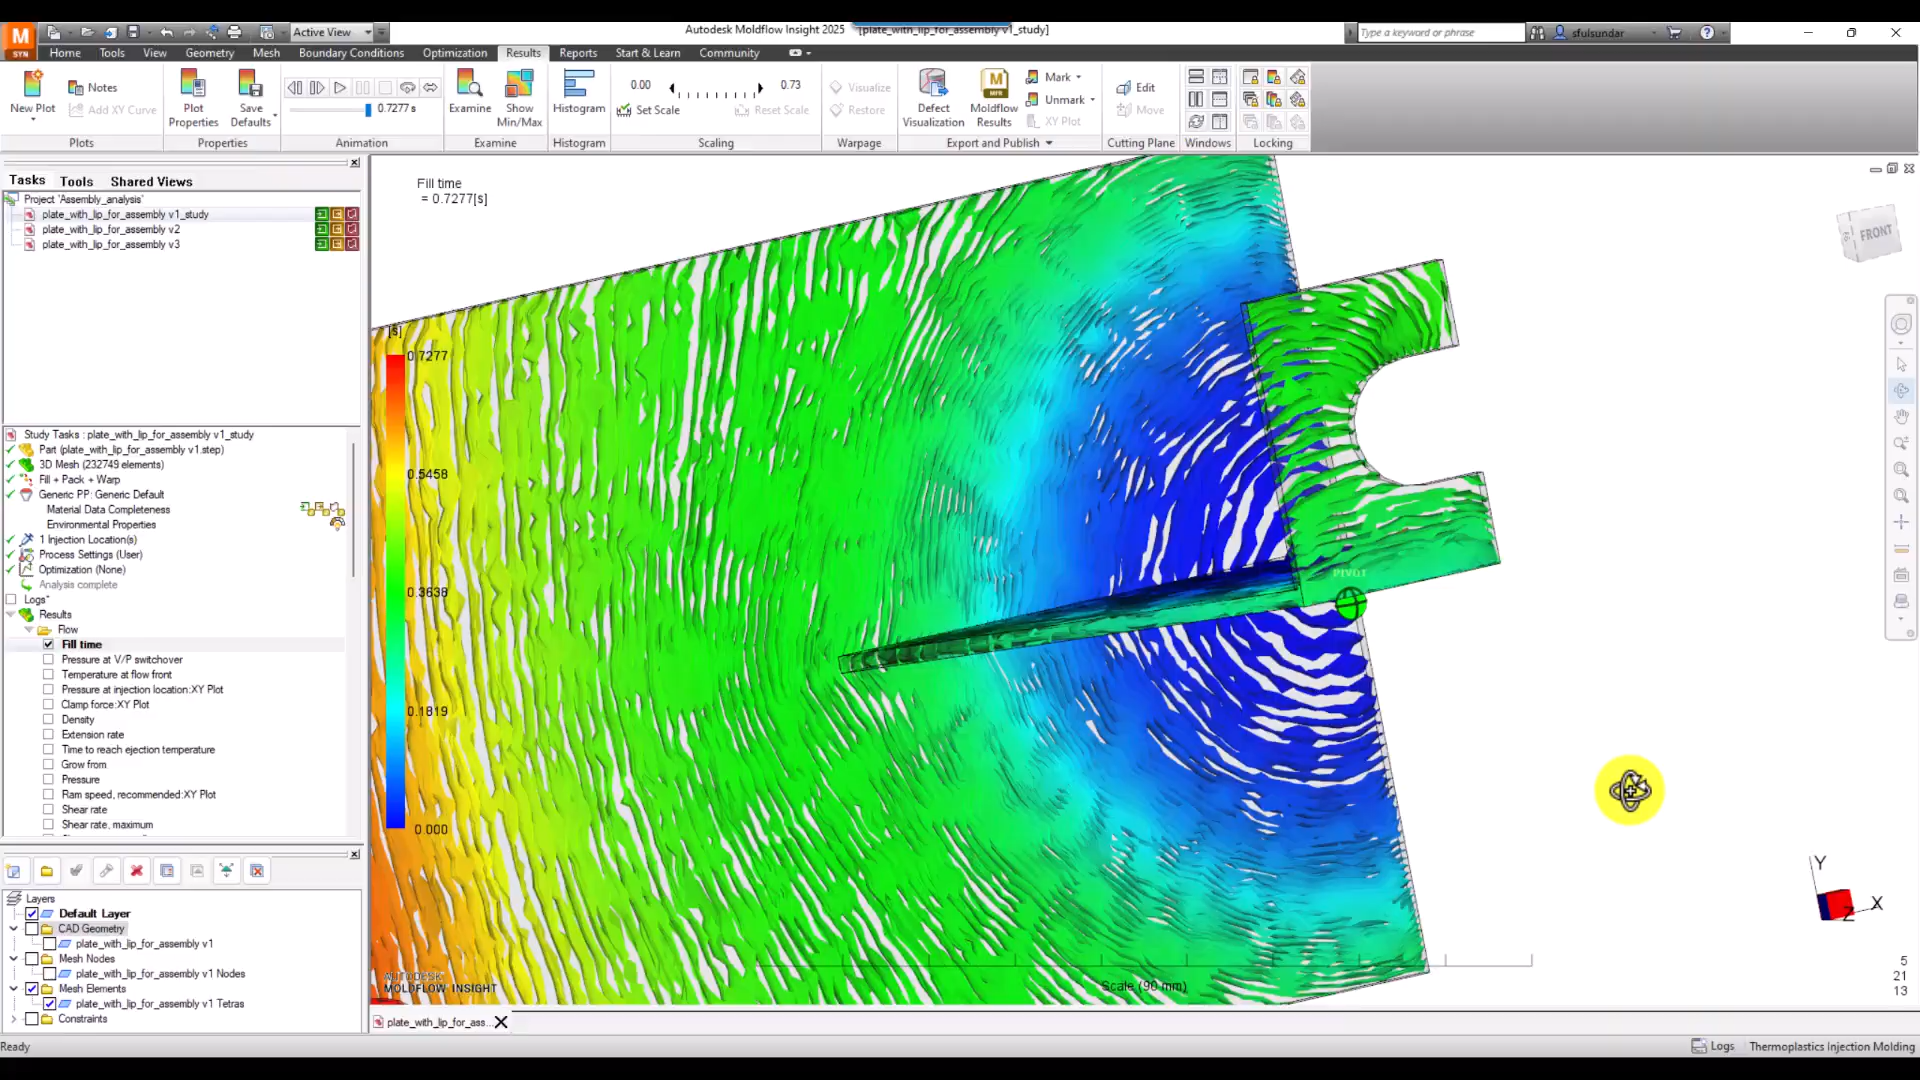 Active View
Autodesk Moldflow Insight 2025
[plate_with_lip_for_assembly v1_study]
Type a keyword or phrase
sfulsundar
M
SYN
Home
Tools
View
Geometry
Mesh
Boundary Conditions
Optimization
Results
Reports
Start & Learn
Community
New Plot
Notes
Add XY Curve
Plot
Properties
Save
Defaults
0.7277 s
Examine
Show
Min/Max
Histogram
0.00
0.73
Set Scale
Reset Scale
Visualize
Restore
Defect
Visualization
Moldflow
Results
Mark
Unmark
XY Plot
Edit
Move
Plots
Properties
Animation
Examine
Histogram
Scaling
Warpage
Export and Publish
Cutting Plane
Windows
Locking
Tasks
Tools
Shared Views
Project 'Assembly_analysis'
plate_with_lip_for_assembly v1_study
plate_with_lip_for_assembly v2
plate_with_lip_for_assembly v3
Study Tasks : plate_with_lip_for_assembly v1_study
Part (plate_with_lip_for_assembly v1.step)
3D Mesh (232749 elements)
Fill + Pack + Warp
Generic PP: Generic Default
Material Data Completeness
Environmental Properties
1 Injection Location(s)
Process Settings (User)
Optimization (None)
Analysis complete
Logs*
Results
Flow
Fill time
Pressure at V/P switchover
Temperature at flow front
Pressure at injection location:XY Plot
Clamp force:XY Plot
Density
Extension rate
Time to reach ejection temperature
Grow from
Pressure
Ram speed, recommended:XY Plot
Shear rate
Shear rate, maximum
Layers
Default Layer
CAD Geometry
plate_with_lip_for_assembly v1
Mesh Nodes
plate_with_lip_for_assembly v1 Nodes
Mesh Elements
plate_with_lip_for_assembly v1 Tetras
Constraints
Fill time
= 0.7277[s]
[s]
0.7277
0.5458
0.3638
0.1819
0.000
FRONT
PIVOT
AUTODESK
MOLDFLOW INSIGHT
Scale (90 mm)
Y
X
Z
5
21
13
plate_with_lip_for_ass...
Ready
Logs
Thermoplastics Injection Molding